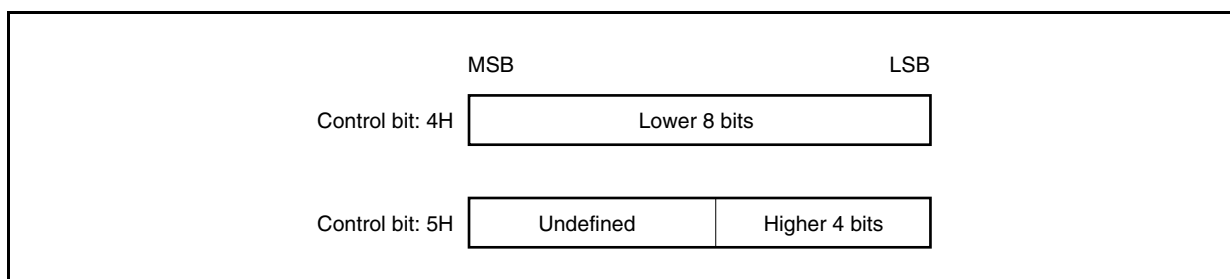 MSB LSB
Control bit: 4H Lower 8 bits
Control bit: 5H Undefined Higher 4 bits